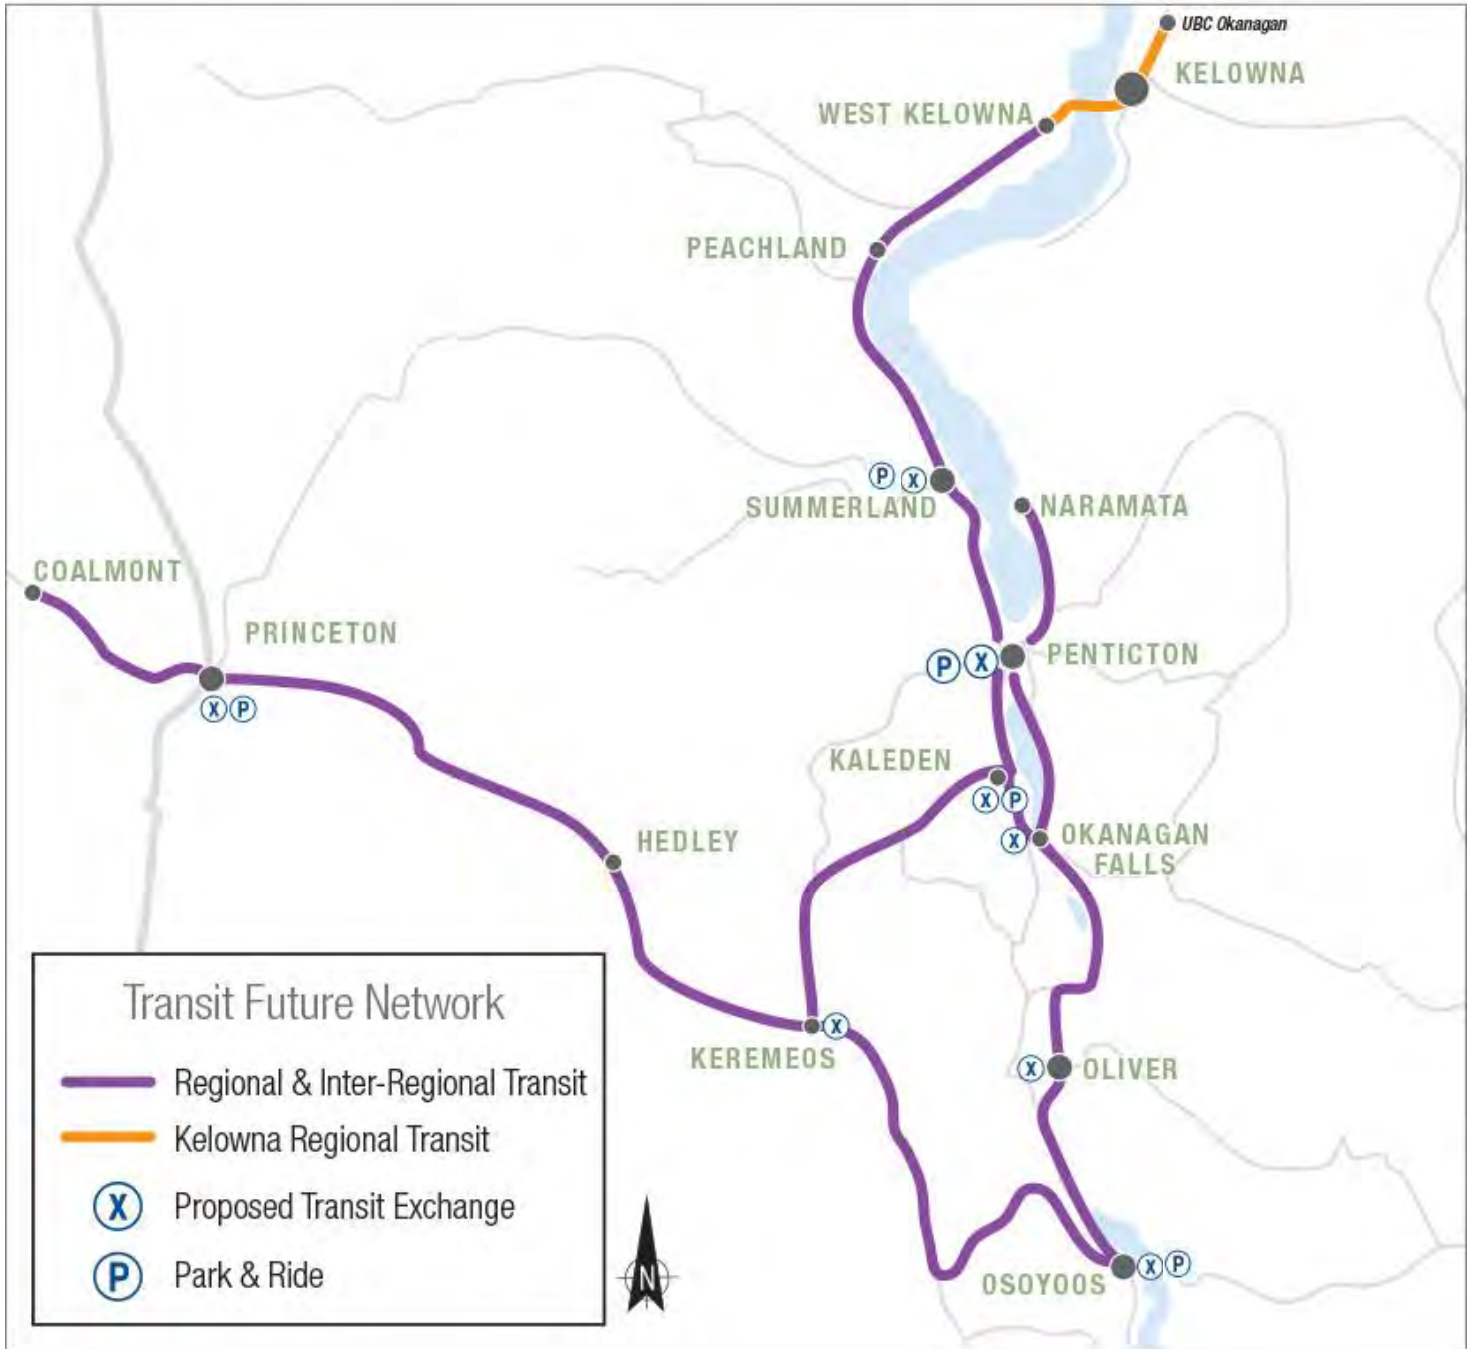 UBC Okanagan
KELOWNA
WEST KELOWNA
PEACHLAND
P X
SUMMERLAND
NARAMATA
COALMONT
PRINCETON
X P
P X
PENTICTON
KALEDEN
X P
X
OKANAGAN
FALLS
HEDLEY
X
KEREMEOS
X
OLIVER
OSOYOOS
X P
Transit Future Network
Regional & Inter-Regional Transit
Kelowna Regional Transit
X
Proposed Transit Exchange
P
Park & Ride
N